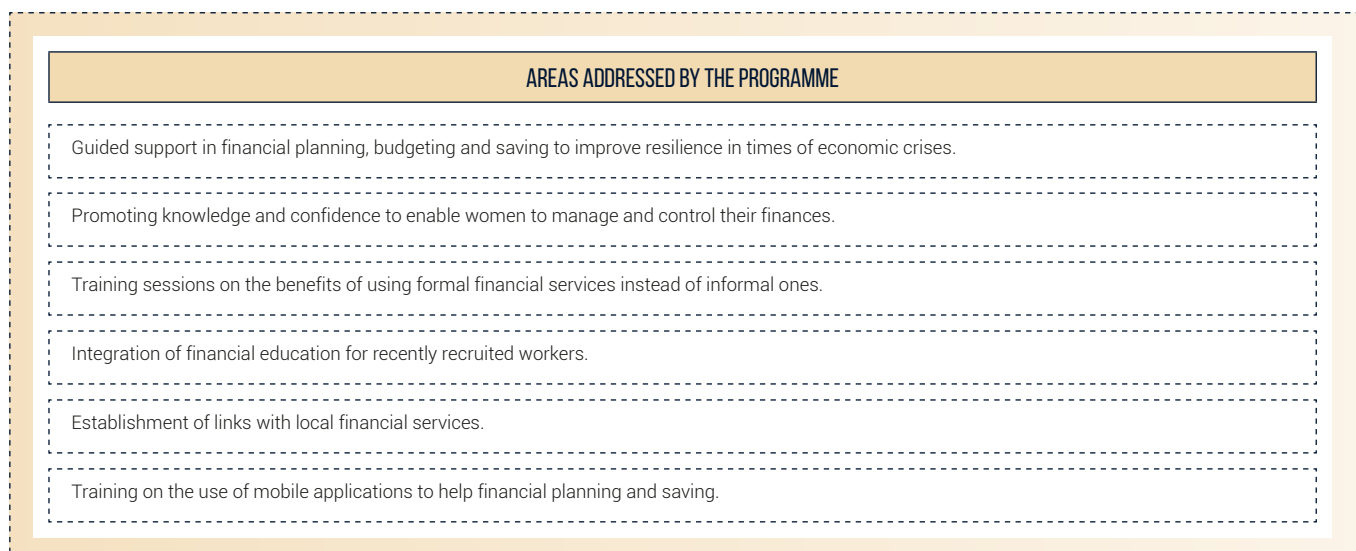 AREAS ADDRESSED BY THE PROGRAMME
Guided support in financial planning, budgeting and saving to improve resilience in times of economic crises.
Promoting knowledge and confidence to enable women to manage and control their finances.
Training sessions on the benefits of using formal financial services instead of informal ones.
Integration of financial education for recently recruited workers.
Establishment of links with local financial services.
Training on the use of mobile applications to help financial planning and saving.